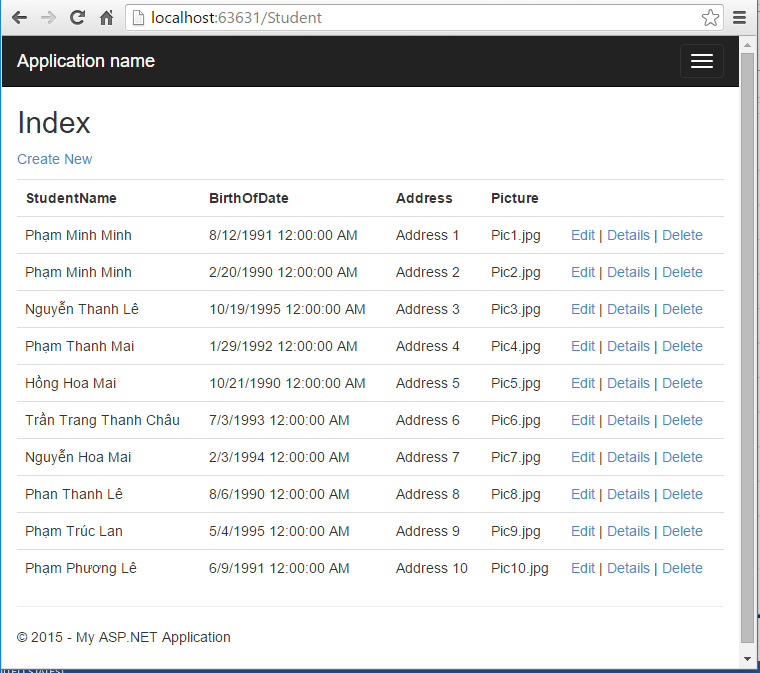 localhost:63631/Student
Application name
Index
Create New
StudentName BirthOfDate Address Picture
Phạm Minh Minh 8/12/1991 12:00:00 AM Address 1 Pic1.jpg Edit | Details | Delete
Phạm Minh Minh 2/20/1990 12:00:00 AM Address 2 Pic2.jpg Edit | Details | Delete
Nguyễn Thanh Lê 10/19/1995 12:00:00 AM Address 3 Pic3.jpg Edit | Details | Delete
Phạm Thanh Mai 1/29/1992 12:00:00 AM Address 4 Pic4.jpg Edit | Details | Delete
Hồng Hoa Mai 10/21/1990 12:00:00 AM Address 5 Pic5.jpg Edit | Details | Delete
Trần Trang Thanh Châu 7/3/1993 12:00:00 AM Address 6 Pic6.jpg Edit | Details | Delete
Nguyễn Hoa Mai 2/3/1994 12:00:00 AM Address 7 Pic7.jpg Edit | Details | Delete
Phan Thanh Lê 8/6/1990 12:00:00 AM Address 8 Pic8.jpg Edit | Details | Delete
Phạm Trúc Lan 5/4/1995 12:00:00 AM Address 9 Pic9.jpg Edit | Details | Delete
Phạm Phương Lê 6/9/1991 12:00:00 AM Address 10 Pic10.jpg Edit | Details | Delete
© 2015 - My ASP.NET Application